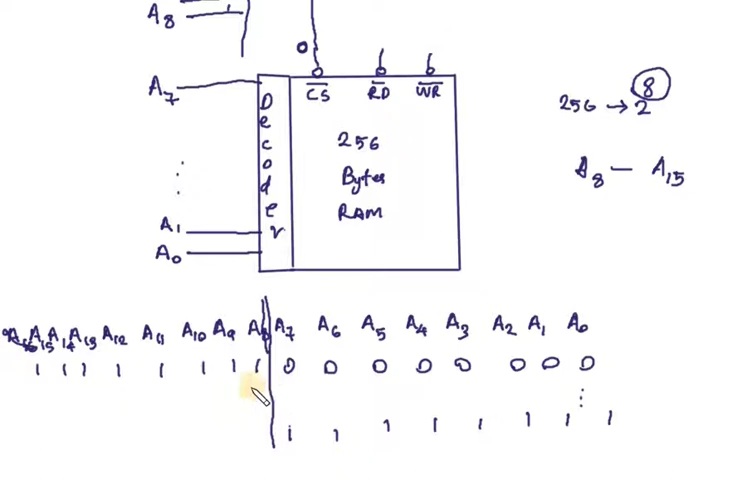 A8
0
A7
CS RD WR
Decoder
256 → 2 8
256
Bytes
RAM
A8 — A15
A1
A0
A15 A14 A13 A12 A11 A10 A9 A8 A7 A6 A5 A4 A3 A2 A1 A0
1 1 1 1 1 1 1 1 0 0 0 0 0 0 0 0
1 1 1 1 1 1 1 1